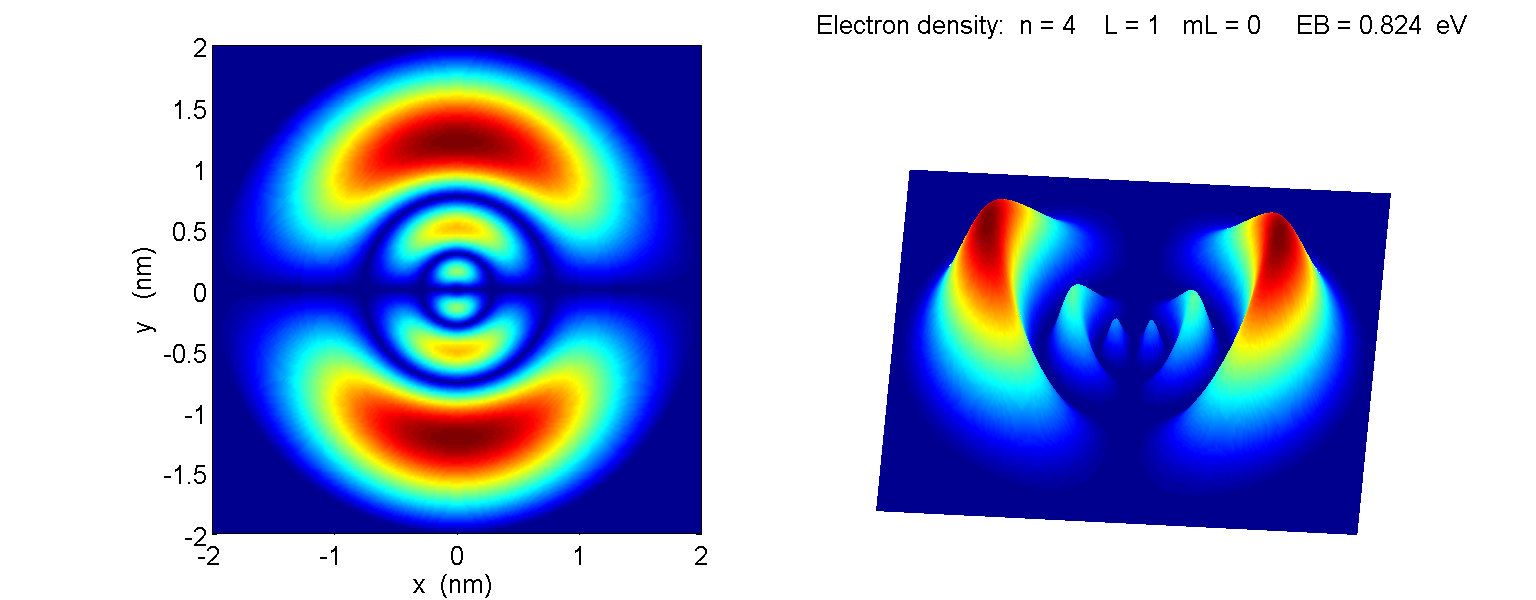 Electron density: n = 4 L = 1 mL = 0 EB = 0.824 eV
2
1.5
1
0.5
0
-0.5
-1
-1.5
-2
y (nm)
-2 -1 0 1 2
x (nm)